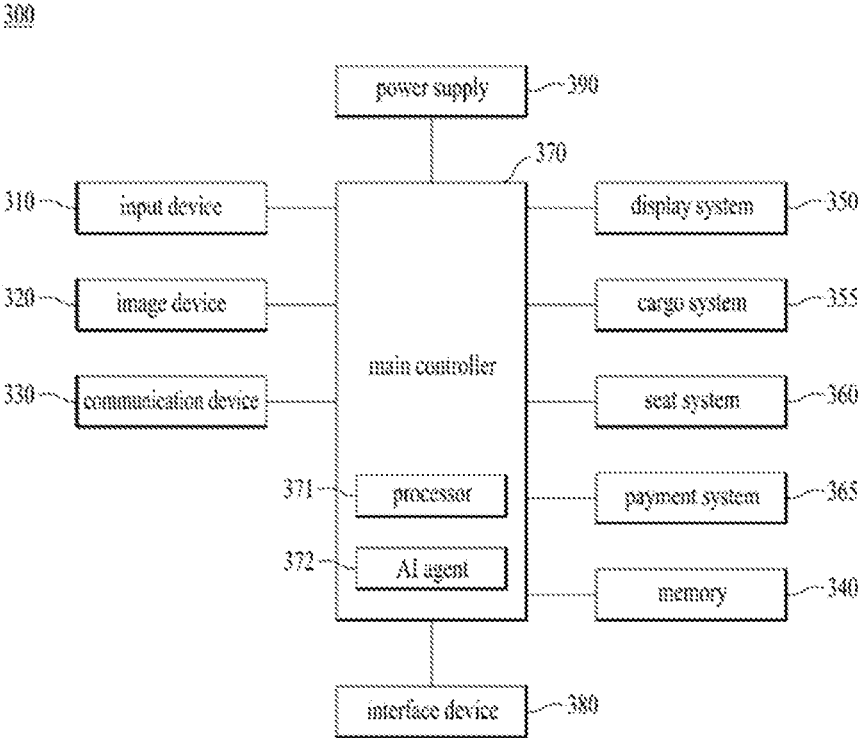 300
power supply 390
370
310 input device display system 350
320 image device cargo system 355
main controller
330 communication device seat system 360
371 processor payment system 365
372 AI agent memory 340
interface device 380